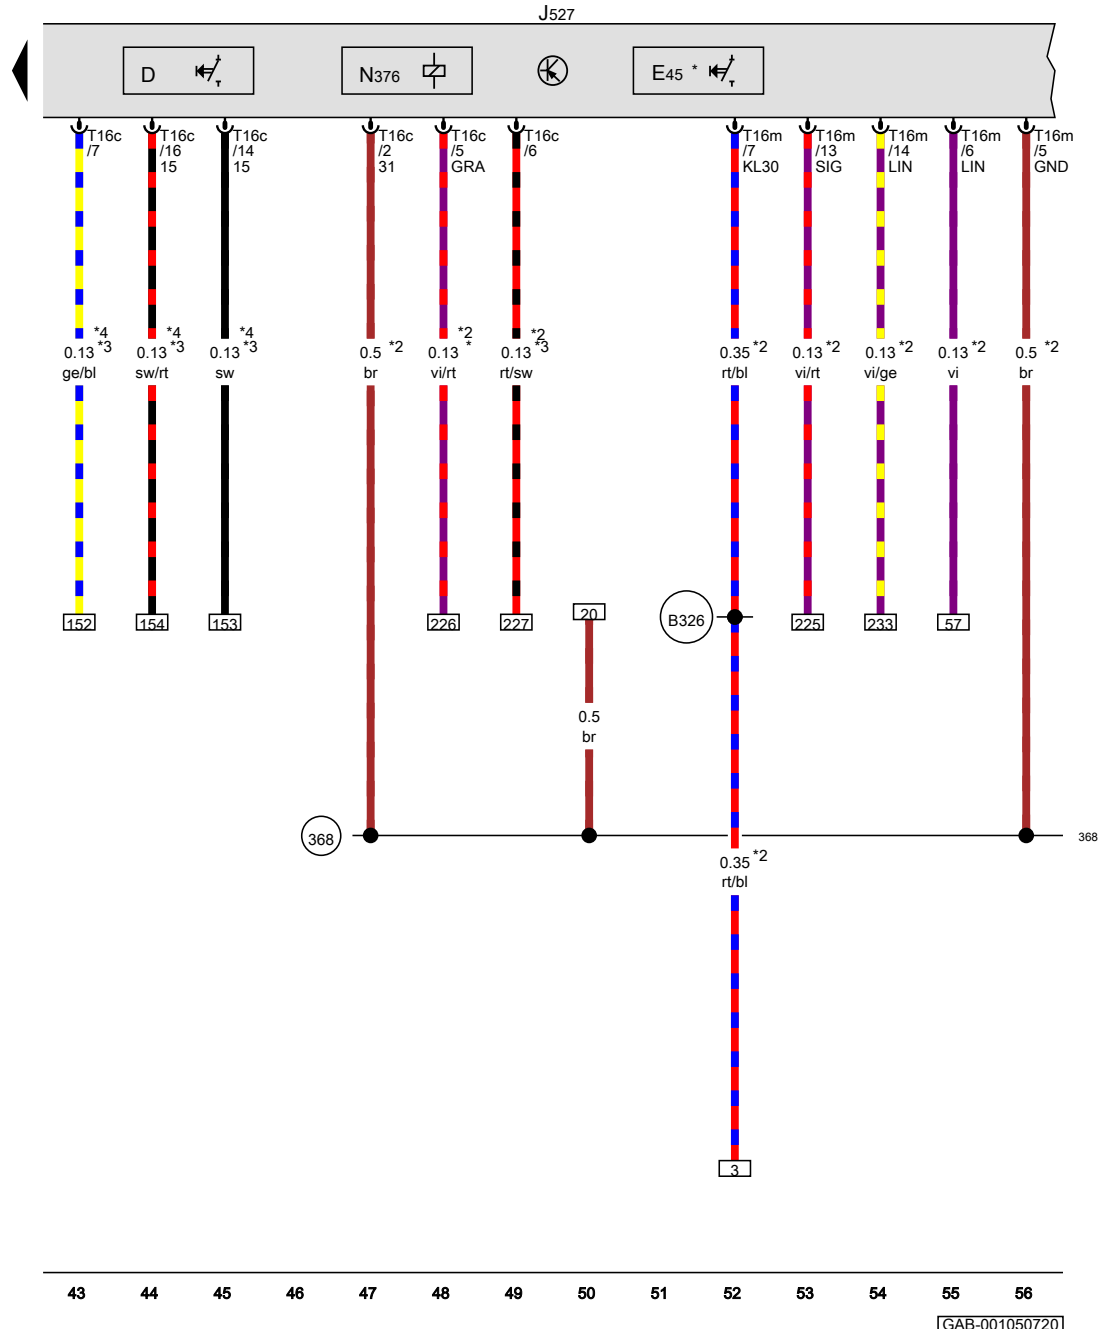 J527
D
N376
E45 *
T16c
/7
T16c
/16
15
T16c
/14
15
T16c
/2
31
T16c
/5
GRA
T16c
/6
T16m
/7
KL30
T16m
/13
SIG
T16m
/14
LIN
T16m
/6
LIN
T16m
/5
GND
*4
0.13 *3
ge/bl
*4
0.13 *3
sw/rt
*4
0.13 *3
sw
0.5 *2
br
*2
0.13 *
vi/rt
*2
0.13 *3
rt/sw
0.35 *2
rt/bl
0.13 *2
vi/rt
0.13 *2
vi/ge
0.13 *2
vi
0.5 *2
br
152
154
153
226
227
20
B326
225
233
57
0.5
br
368
368
0.35 *2
rt/bl
3
43 44 45 46 47 48 49 50 51 52 53 54 55 56
GAB-001050720